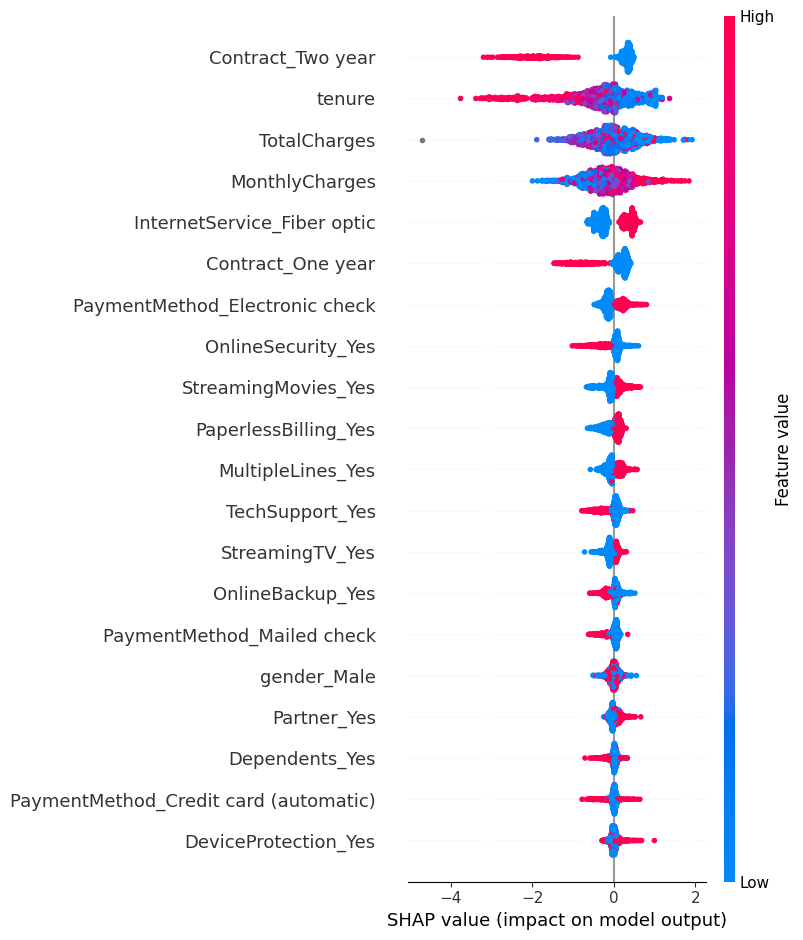 High
Contract_Two year
tenure
TotalCharges
MonthlyCharges
InternetService_Fiber optic
Contract_One year
PaymentMethod_Electronic check
OnlineSecurity_Yes
StreamingMovies_Yes
PaperlessBilling_Yes
MultipleLines_Yes
TechSupport_Yes
StreamingTV_Yes
OnlineBackup_Yes
PaymentMethod_Mailed check
gender_Male
Partner_Yes
Dependents_Yes
PaymentMethod_Credit card (automatic)
DeviceProtection_Yes
Feature value
Low
−4 −2 0 2
SHAP value (impact on model output)